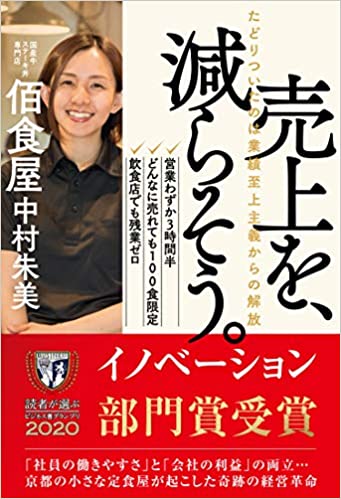 売上を、
減らそう。
たどりついたのは業績至上主義からの解放
営業わずか3時間半
どんなに売れても100食限定
飲食店でも残業ゼロ
国産牛
ステーキ丼
専門店
佰食屋
中村朱美
イノベーション
部門賞受賞
読者が選ぶ
ビジネス書グランプリ
2020
「社員の働きやすさ」と「会社の利益」の両立…
京都の小さな定食屋が起こした奇跡の経営革命